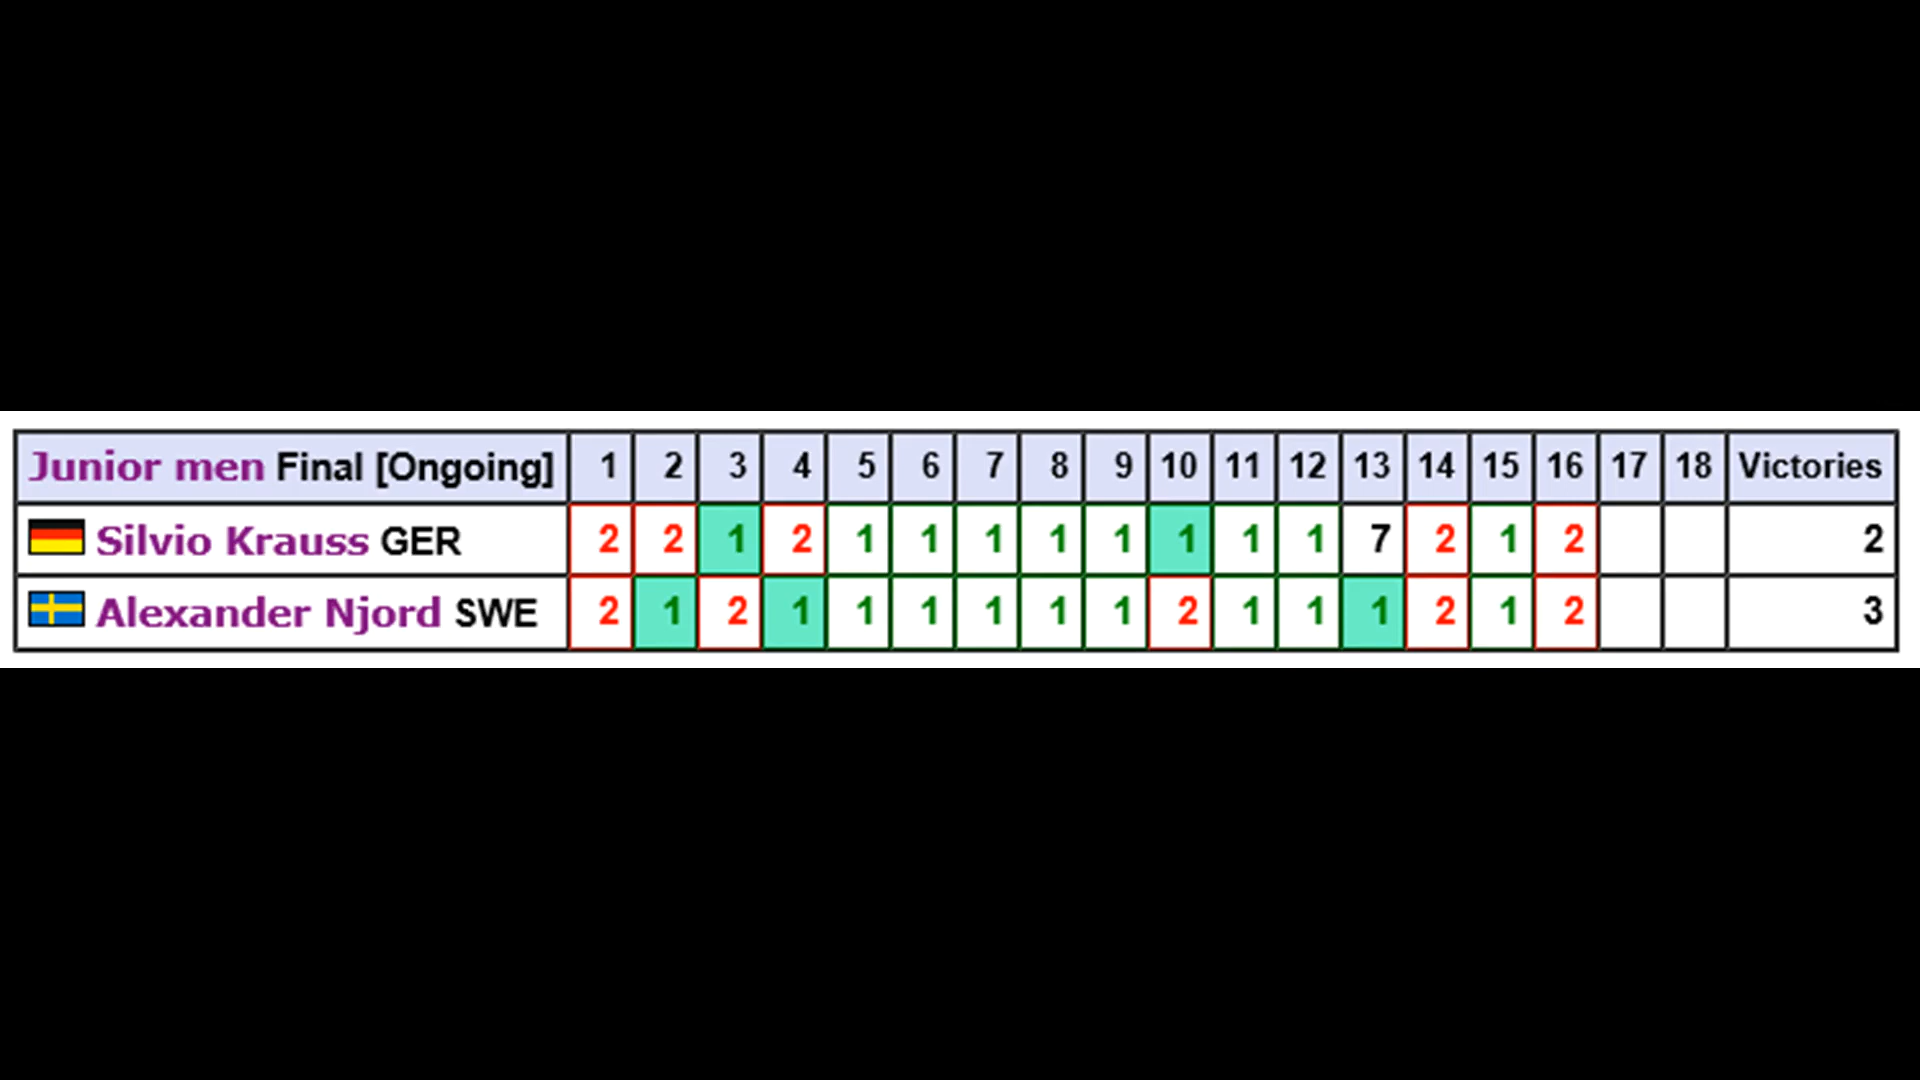 Junior men Final [Ongoing] 1 2 3 4 5 6 7 8 9 10 11 12 13 14 15 16 17 18 Victories
Silvio Krauss GER 2 2 1 2 1 1 1 1 1 1 1 1 7 2 1 2 2
Alexander Njord SWE 2 1 2 1 1 1 1 1 1 2 1 1 1 2 1 2 3